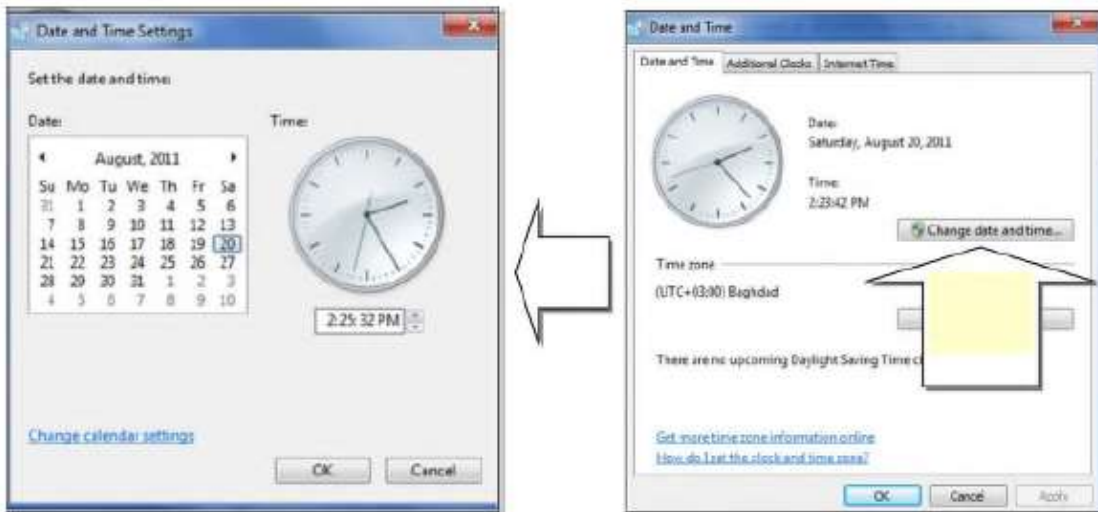 Date and Time Settings
Set the date and time:
Date:
Time:
August, 2011
Su Mo Tu We Th Fr Sa
31 1 2 3 4 5 6
7 8 9 10 11 12 13
14 15 16 17 18 19 20
21 22 23 24 25 26 27
28 29 30 31 1 2 3
4 5 6 7 8 9 10
2:25:32 PM
Change calendar settings
OK Cancel
Date and Time
Date and Time Additional Clocks Internet Time
Date:
Saturday, August 20, 2011
Time:
2:23:42 PM
Change date and time...
Time zone
(UTC+03:00) Baghdad
There are no upcoming Daylight Saving Time
Get more time zone information online
How do I set the clock and time zone?
OK Cancel Apply